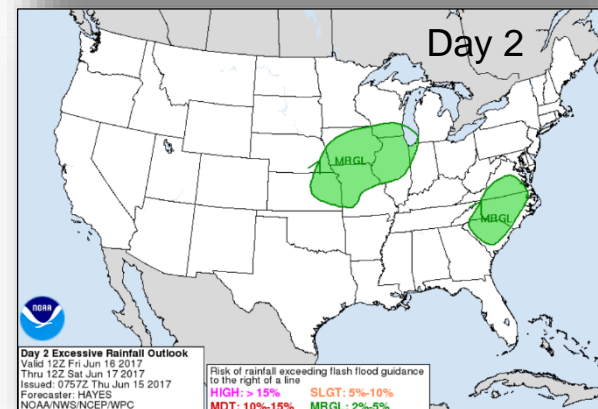 Day 2
MRGL
MRGL
NOAA
Day 2 Excessive Rainfall Outlook
Valid 12Z Fri Jun 16 2017
Thru 12Z Sat Jun 17 2017
Issued: 0757Z Thu Jun 15 2017
Forecaster: HAYES
NOAA/NWS/NCEP/WPC
Risk of rainfall exceeding flash flood guidance
to the right of a line
HIGH: > 15% SLGT: 5%-10%
MDT: 10%-15% MRGL: 2%-5%